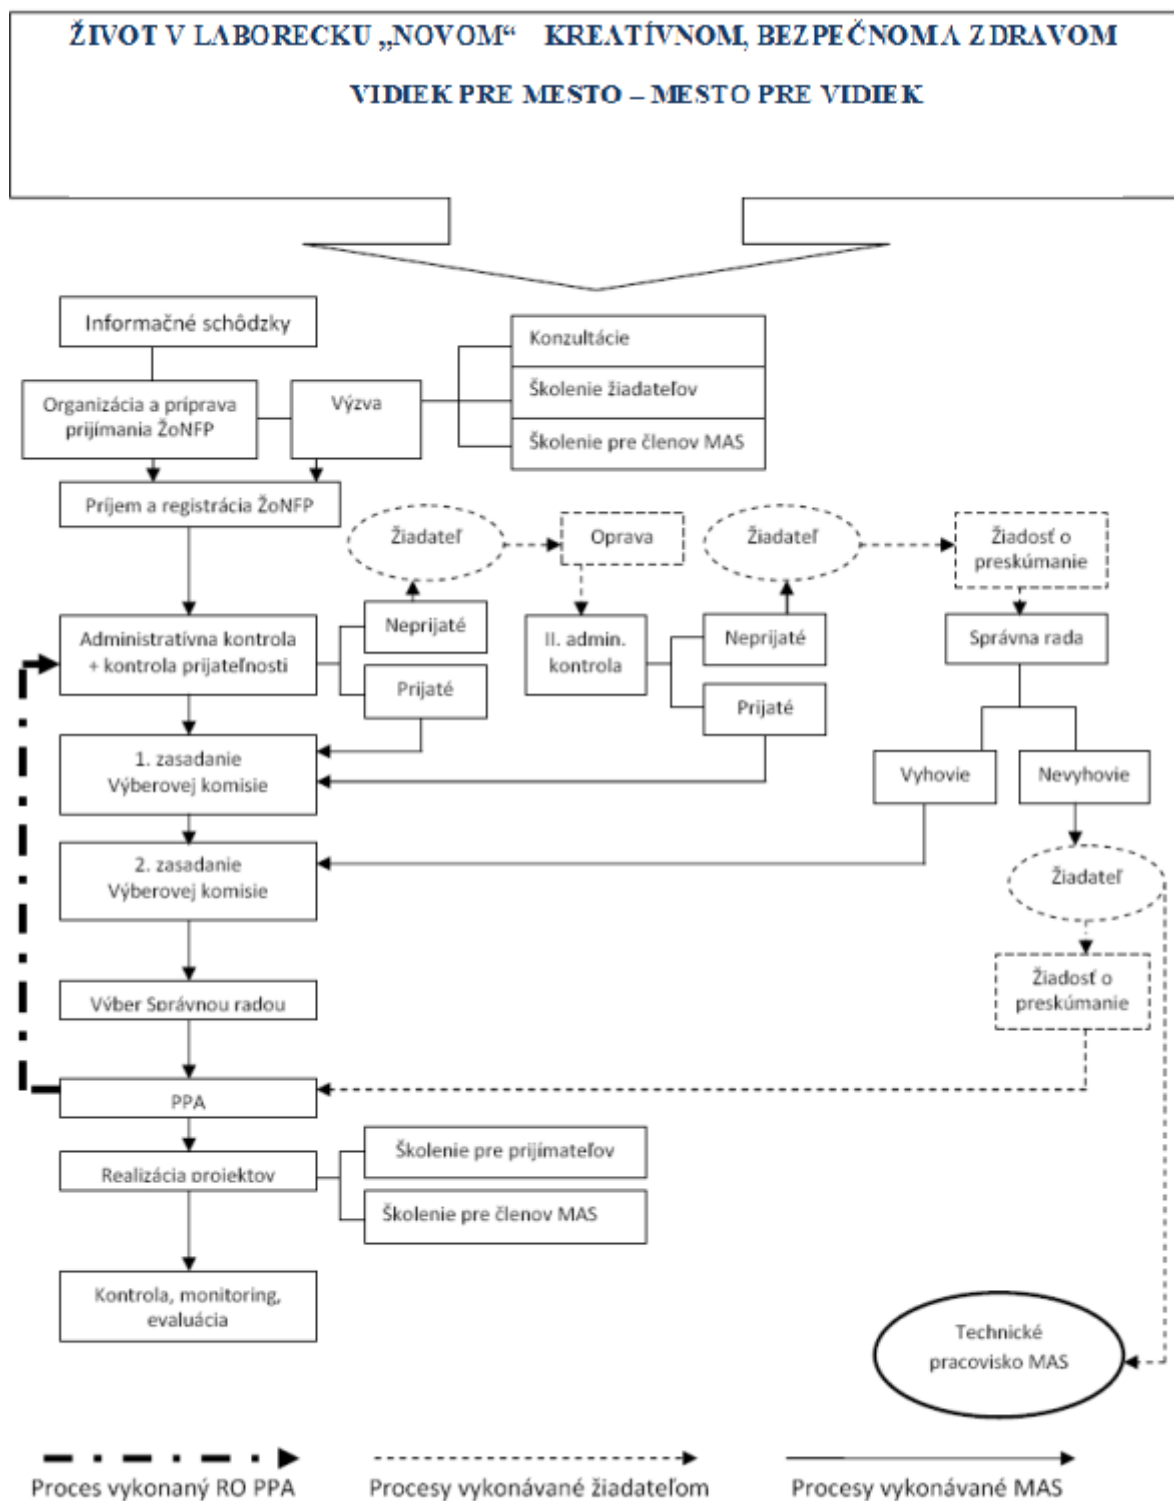 ŽIVOT V LABORECKU „NOVOM“ KREATÍVNOM, BEZPEČNOM A ZDRAVOM
VIDIEK PRE MESTO – MESTO PRE VIDIEK
Informačné schôdzky
Organizácia a príprava
prijímania ŽoNFP
Výzva
Konzultácie
Školenie žiadateľov
Školenie pre členov MAS
Príjem a registrácia ŽoNFP
Žiadateľ
Oprava
Žiadateľ
Žiadosť o
preskúmanie
Administratívna kontrola
+ kontrola prijateľnosti
Neprijaté
Prijaté
II. admin.
kontrola
Neprijaté
Prijaté
Správna rada
1. zasadanie
Výberovej komisie
Vyhovie
Nevyhovie
2. zasadanie
Výberovej komisie
Žiadateľ
Žiadosť o
preskúmanie
Výber Správnou radou
PPA
Realizácia projektov
Školenie pre prijímateľov
Školenie pre členov MAS
Kontrola, monitoring,
evaluácia
Technické
pracovisko MAS
Proces vykonaný RO PPA
Procesy vykonávané žiadateľom
Procesy vykonávané MAS